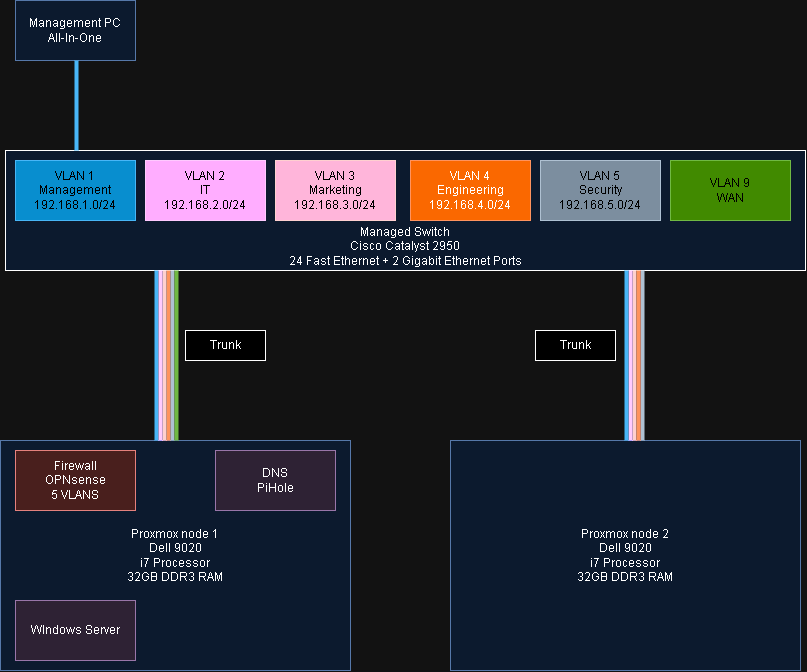 Management PC
All-In-One
VLAN 1
Management
192.168.1.0/24
VLAN 2
IT
192.168.2.0/24
VLAN 3
Marketing
192.168.3.0/24
VLAN 4
Engineering
192.168.4.0/24
VLAN 5
Security
192.168.5.0/24
VLAN 9
WAN
Managed Switch
Cisco Catalyst 2950
24 Fast Ethernet + 2 Gigabit Ethernet Ports
Trunk
Trunk
Firewall
OPNsense
5 VLANS
DNS
PiHole
Proxmox node 1
Dell 9020
i7 Processor
32GB DDR3 RAM
WIndows Server
Proxmox node 2
Dell 9020
i7 Processor
32GB DDR3 RAM